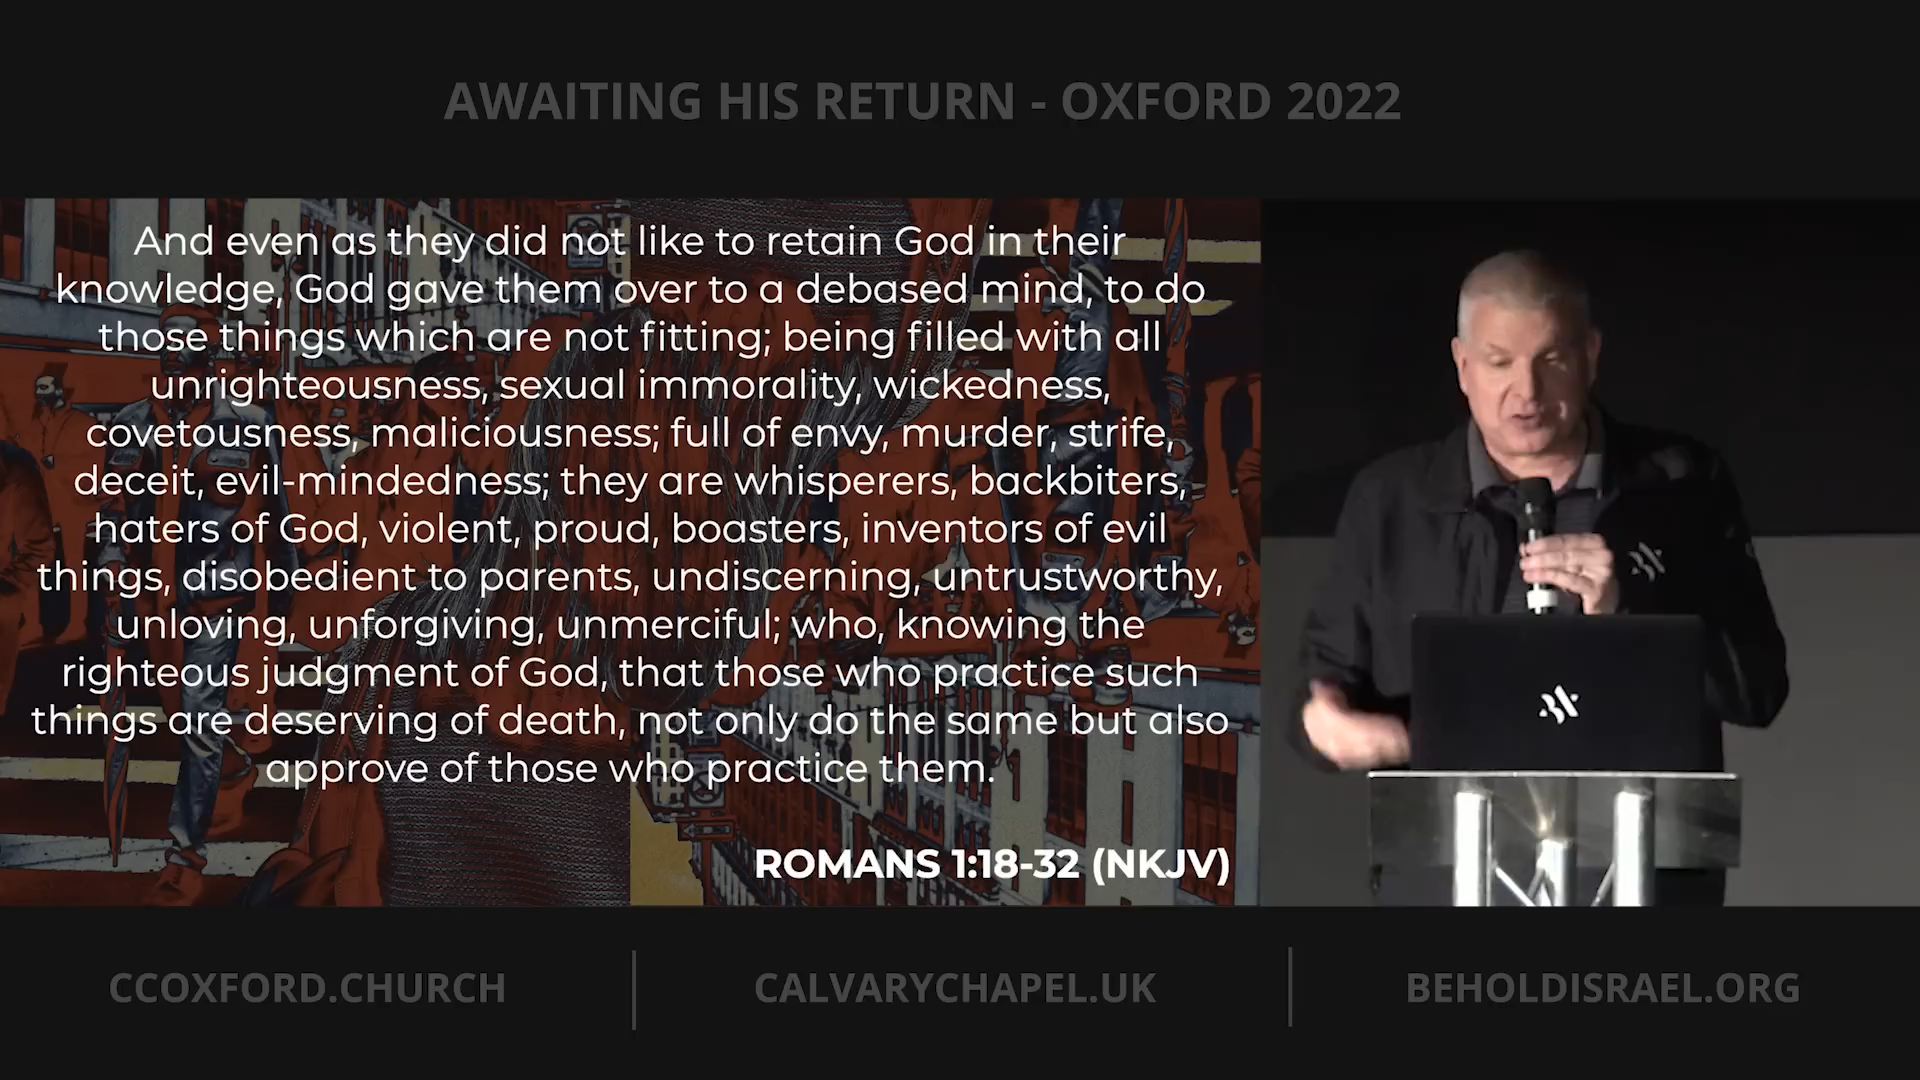 AWAITING HIS RETURN - OXFORD 2022
And even as they did not like to retain God in their
knowledge, God gave them over to a debased mind, to do
those things which are not fitting; being filled with all
unrighteousness, sexual immorality, wickedness,
covetousness, maliciousness; full of envy, murder, strife,
deceit, evil-mindedness; they are whisperers, backbiters,
haters of God, violent, proud, boasters, inventors of evil
things, disobedient to parents, undiscerning, untrustworthy,
unloving, unforgiving, unmerciful; who, knowing the
righteous judgment of God, that those who practice such
things are deserving of death, not only do the same but also
approve of those who practice them.
ROMANS 1:18-32 (NKJV)
CCOXFORD.CHURCH
CALVARYCHAPEL.UK
BEHOLDISRAEL.ORG